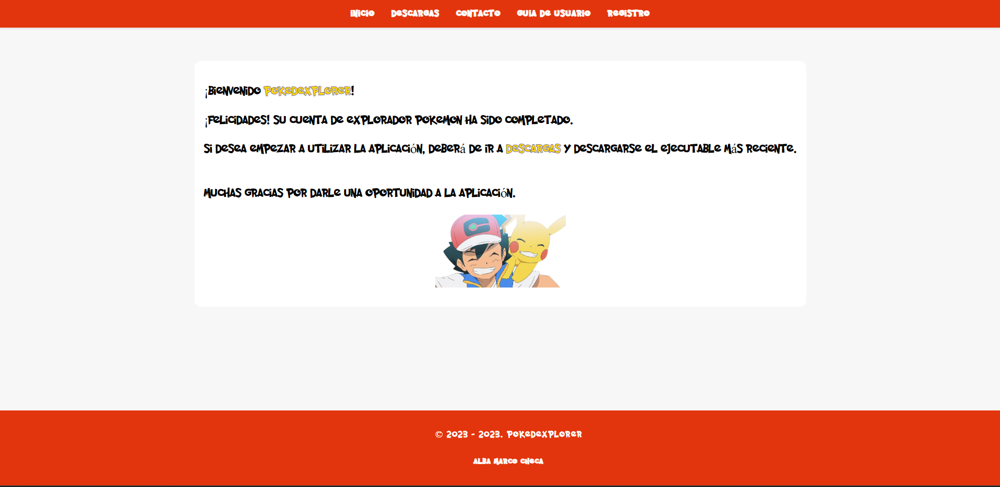 INICIO DESCARGAS CONTACTO GUIA DE USUARIO REGISTRO
¡BIENVENIDO POKEDEXPLORER!
¡FELICIDADES! SU CUENTA DE EXPLORADOR POKEMON HA SIDO COMPLETADO.
SI DESEA EMPEZAR A UTILIZAR LA APLICACIÓN, DEBERÁ DE IR A DESCARGAS Y DESCARGARSE EL EJECUTABLE MÁS RECIENTE.
MUCHAS GRACIAS POR DARLE UNA OPORTUNIDAD A LA APLICACIÓN.
© 2023 - 2023. POKEDEXPLORER
ALBA MARCO CHECA